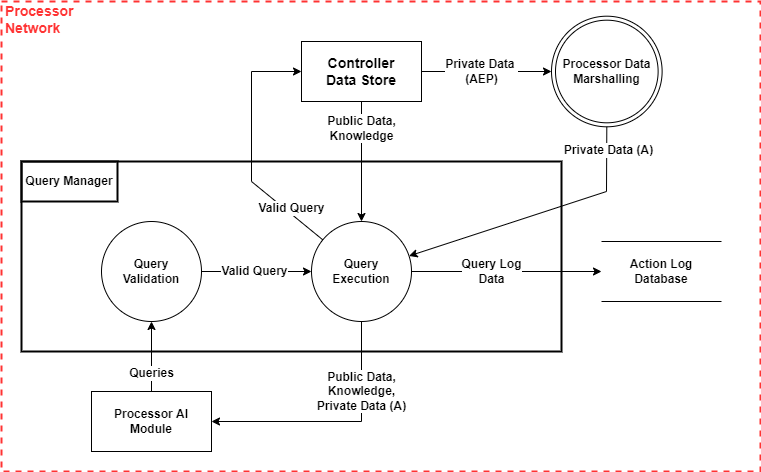 Processor
Network
Controller
Data Store
Private Data
(AEP)
Processor Data
Marshalling
Public Data,
Knowledge
Private Data (A)
Query Manager
Valid Query
Query
Validation
Valid Query
Query
Execution
Query Log
Data
Action Log
Database
Queries
Public Data,
Knowledge,
Private Data (A)
Processor AI
Module